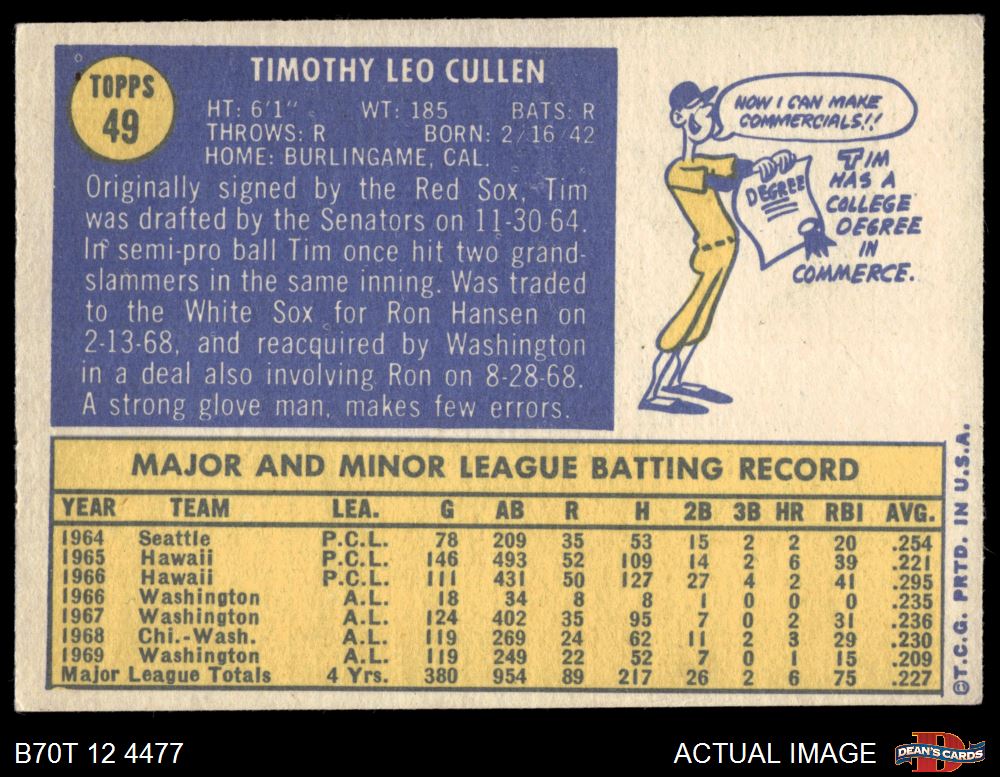 TOPPS
49
TIMOTHY LEO CULLEN
HT: 6'1" WT: 185 BATS: R
THROWS: R BORN: 2/16/42
HOME: BURLINGAME, CAL.
Originally signed by the Red Sox, Tim
was drafted by the Senators on 11-30-64.
In semi-pro ball Tim once hit two grand-
slammers in the same inning. Was traded
to the White Sox for Ron Hansen on
2-13-68, and reacquired by Washington
in a deal also involving Ron on 8-28-68.
A strong glove man, makes few errors.
NOW I CAN MAKE
COMMERCIALS!!
DEGREE
TIM
HAS A
COLLEGE
DEGREE
IN
COMMERCE.
MAJOR AND MINOR LEAGUE BATTING RECORD
YEAR TEAM LEA. G AB R H 2B 3B HR RBI AVG.
1964 Seattle P.C.L. 78 209 35 53 15 2 2 20 .254
1965 Hawaii P.C.L. 146 493 52 109 14 2 6 39 .221
1966 Hawaii P.C.L. 111 431 50 127 27 4 2 41 .295
1966 Washington A.L. 18 34 8 8 1 0 0 0 .235
1967 Washington A.L. 124 402 35 95 7 0 2 31 .236
1968 Chi.-Wash. A.L. 119 269 24 62 11 2 3 29 .230
1969 Washington A.L. 119 249 22 52 7 0 1 15 .209
Major League Totals 4 Yrs. 380 954 89 217 26 2 6 75 .227
©T.C.G. PRTD. IN U.S.A.
B70T 12 4477
ACTUAL IMAGE
DEAN'S CARDS